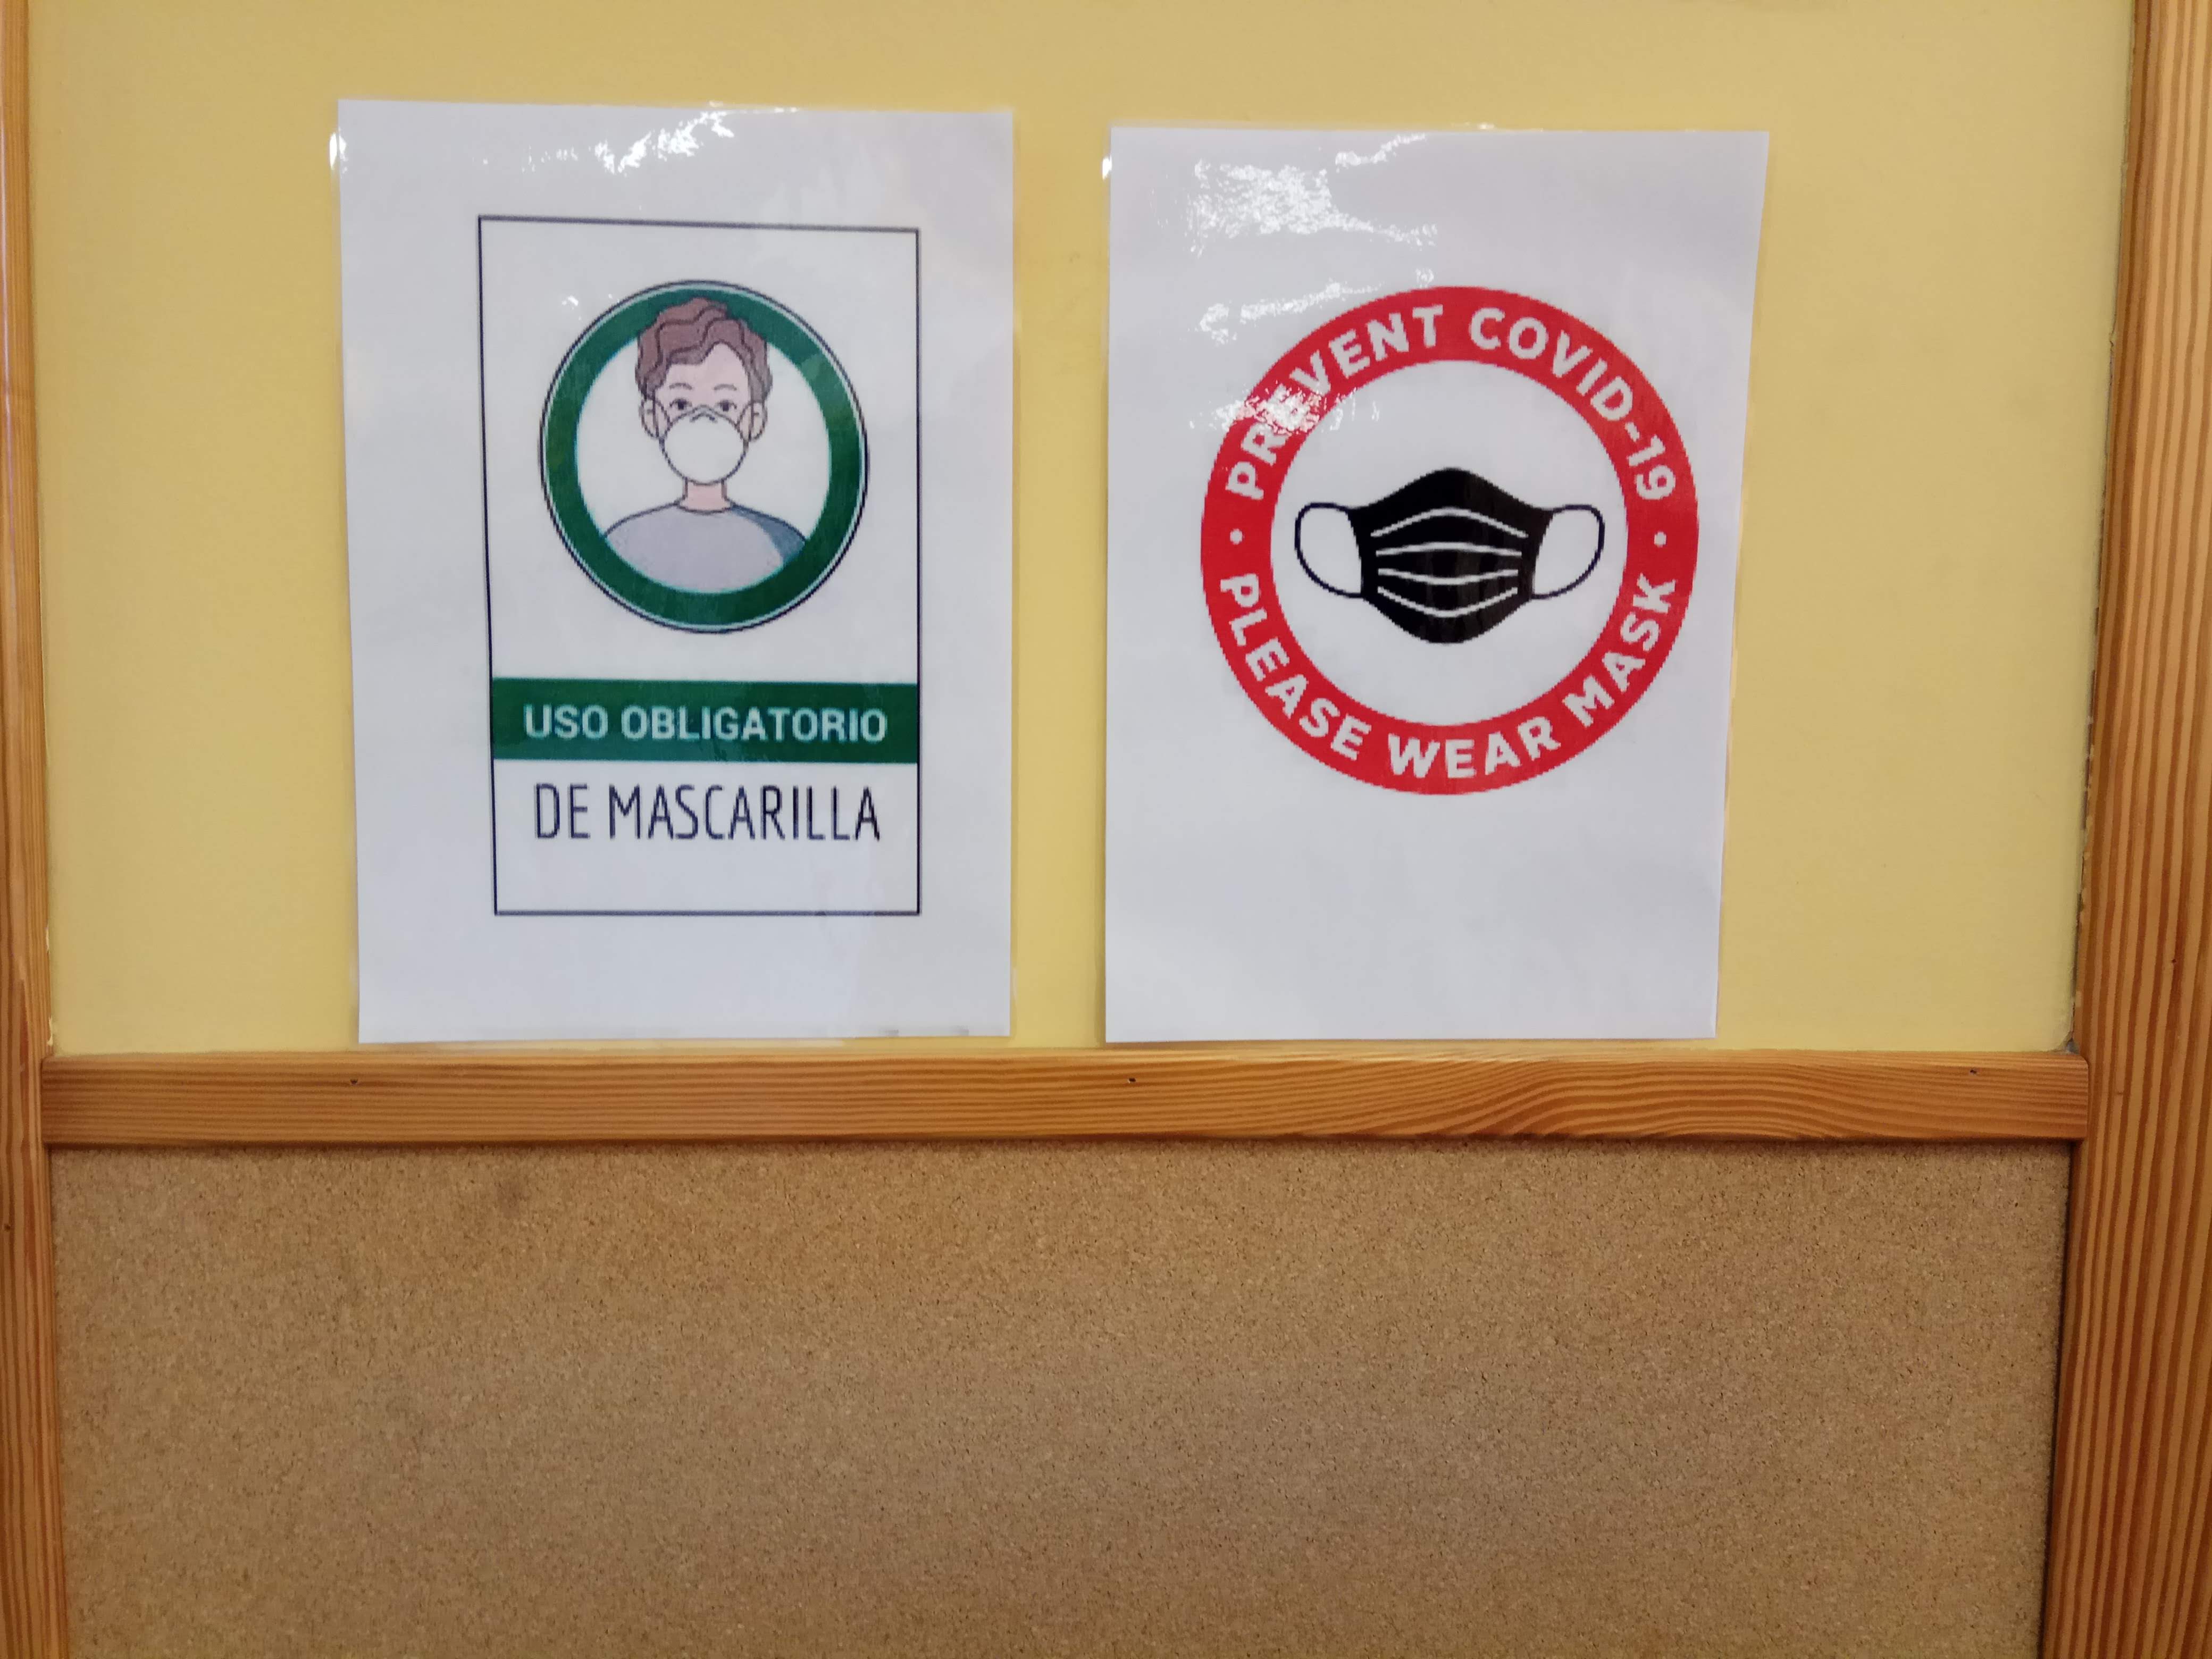 USO OBLIGATORIO
DE MASCARILLA
• PREVENT COVID-19 •
PLEASE WEAR MASK